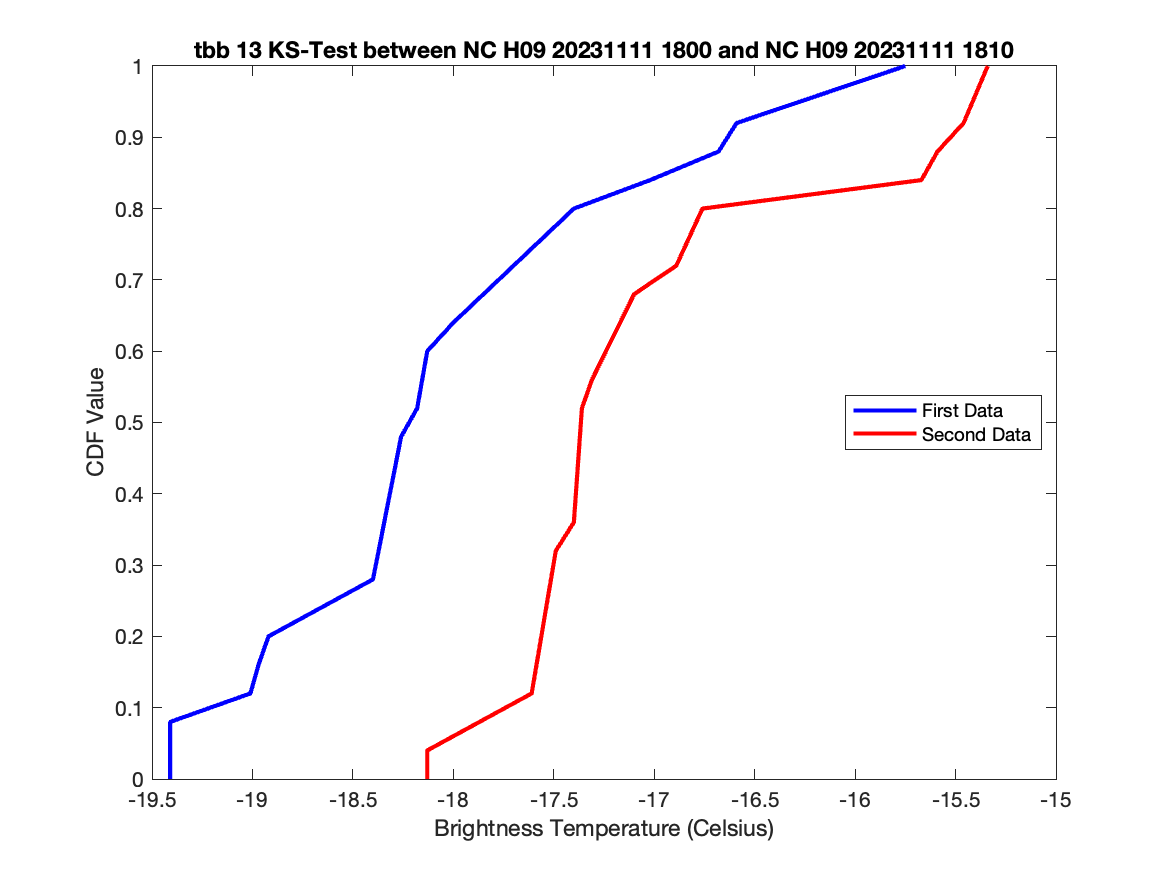 tbb 13 KS-Test between NC H09 20231111 1800 and NC H09 20231111 1810
1
0.9
0.8
0.7
0.6
0.5
0.4
0.3
0.2
0.1
0
CDF Value
First Data
Second Data
-19.5 -19 -18.5 -18 -17.5 -17 -16.5 -16 -15.5 -15
Brightness Temperature (Celsius)